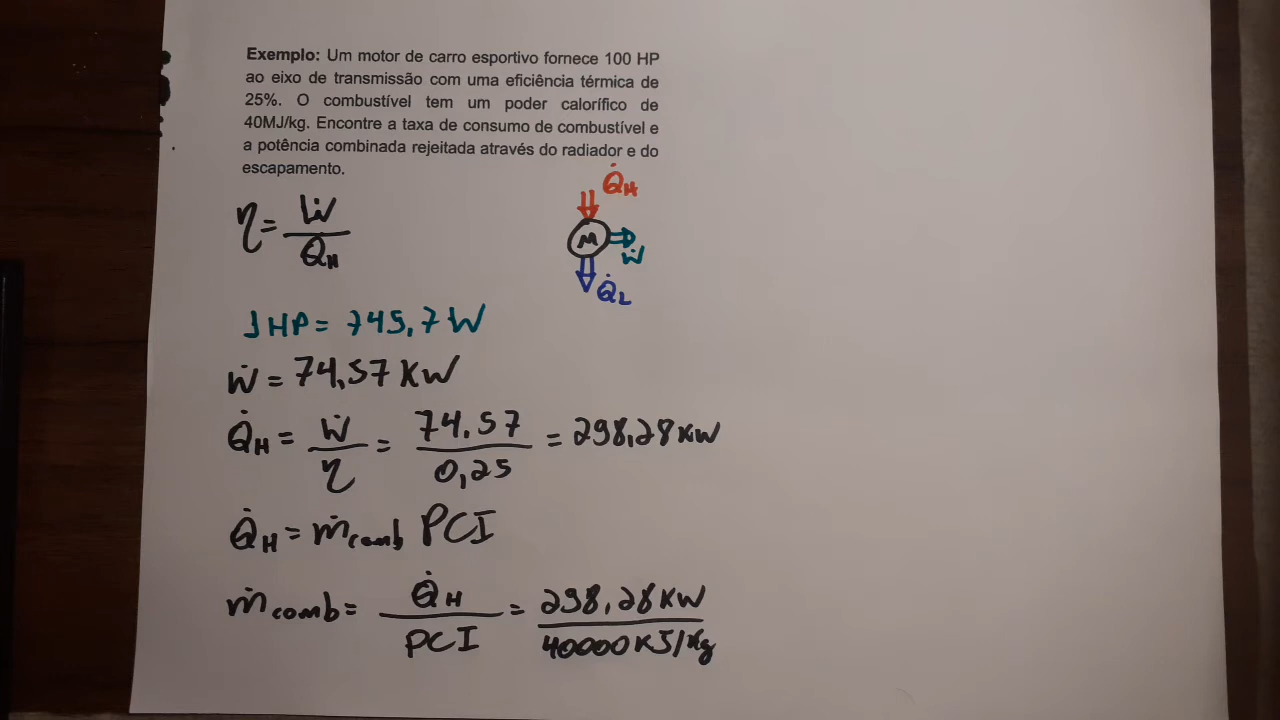 Exemplo: Um motor de carro esportivo fornece 100 HP
ao eixo de transmissão com uma eficiência térmica de
25%. O combustível tem um poder calorífico de
40MJ/kg. Encontre a taxa de consumo de combustível e
a potência combinada rejeitada através do radiador e do
escapamento.
Q̇H
η = Ẇ / Q̇H
M
Ẇ
Q̇L
1HP = 745,7W
Ẇ = 74,57 KW
Q̇H = Ẇ / η = 74.57 / 0,25 = 298,28 KW
Q̇H = ṁcomb PCI
ṁcomb = Q̇H / PCI = 298,28 KW / 40000 KJ/Kg